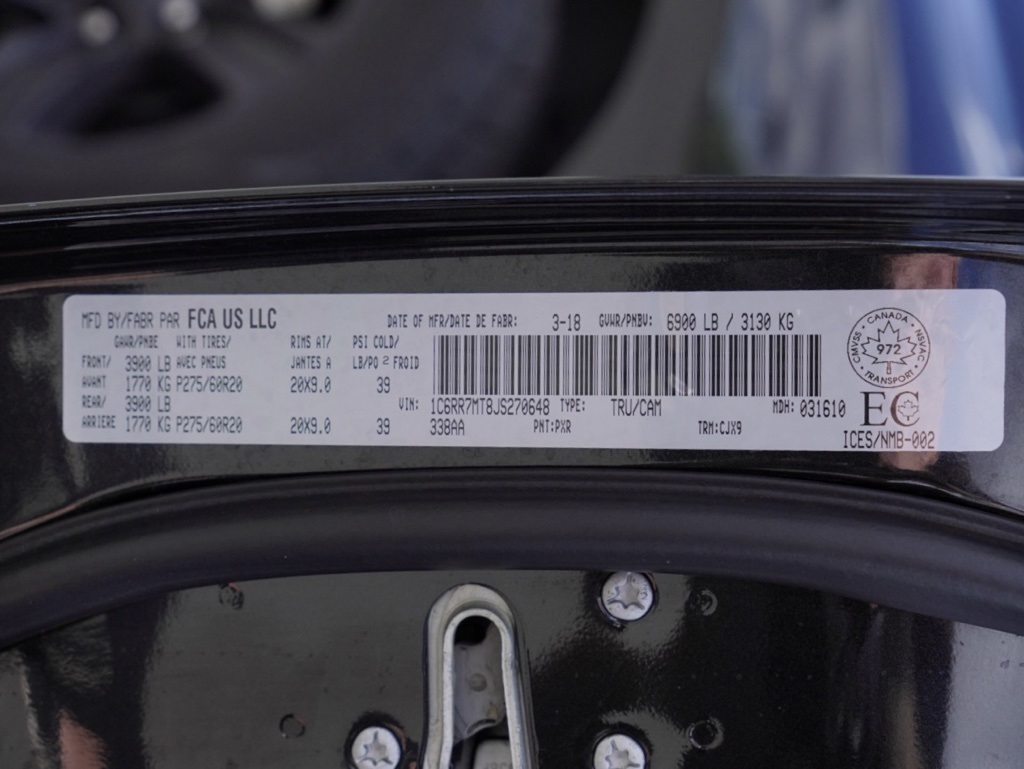 MFD BY/FABR PAR FCA US LLC DATE OF MFR/DATE DE FABR: 3-18 GVWR/PNBV: 6900 LB / 3130 KG
GAWR/PNBE WITH TIRES/ RIMS AT/ PSI COLD/
FRONT/ 3900 LB AVEC PNEUS JANTES A LB/PO 2 FROID
AVANT 1770 KG P275/60R20 20X9.0 39
REAR/ 3900 LB VIN: 1C6RR7MT8JS270648 TYPE: TRU/CAM MDH: 031610
ARRIERE 1770 KG P275/60R20 20X9.0 39 338AA PNT:PXR TRM:CJX9
CANADA
CMVSS 972 NSVAC
TRANSPORT
EC
ICES/NMB-002